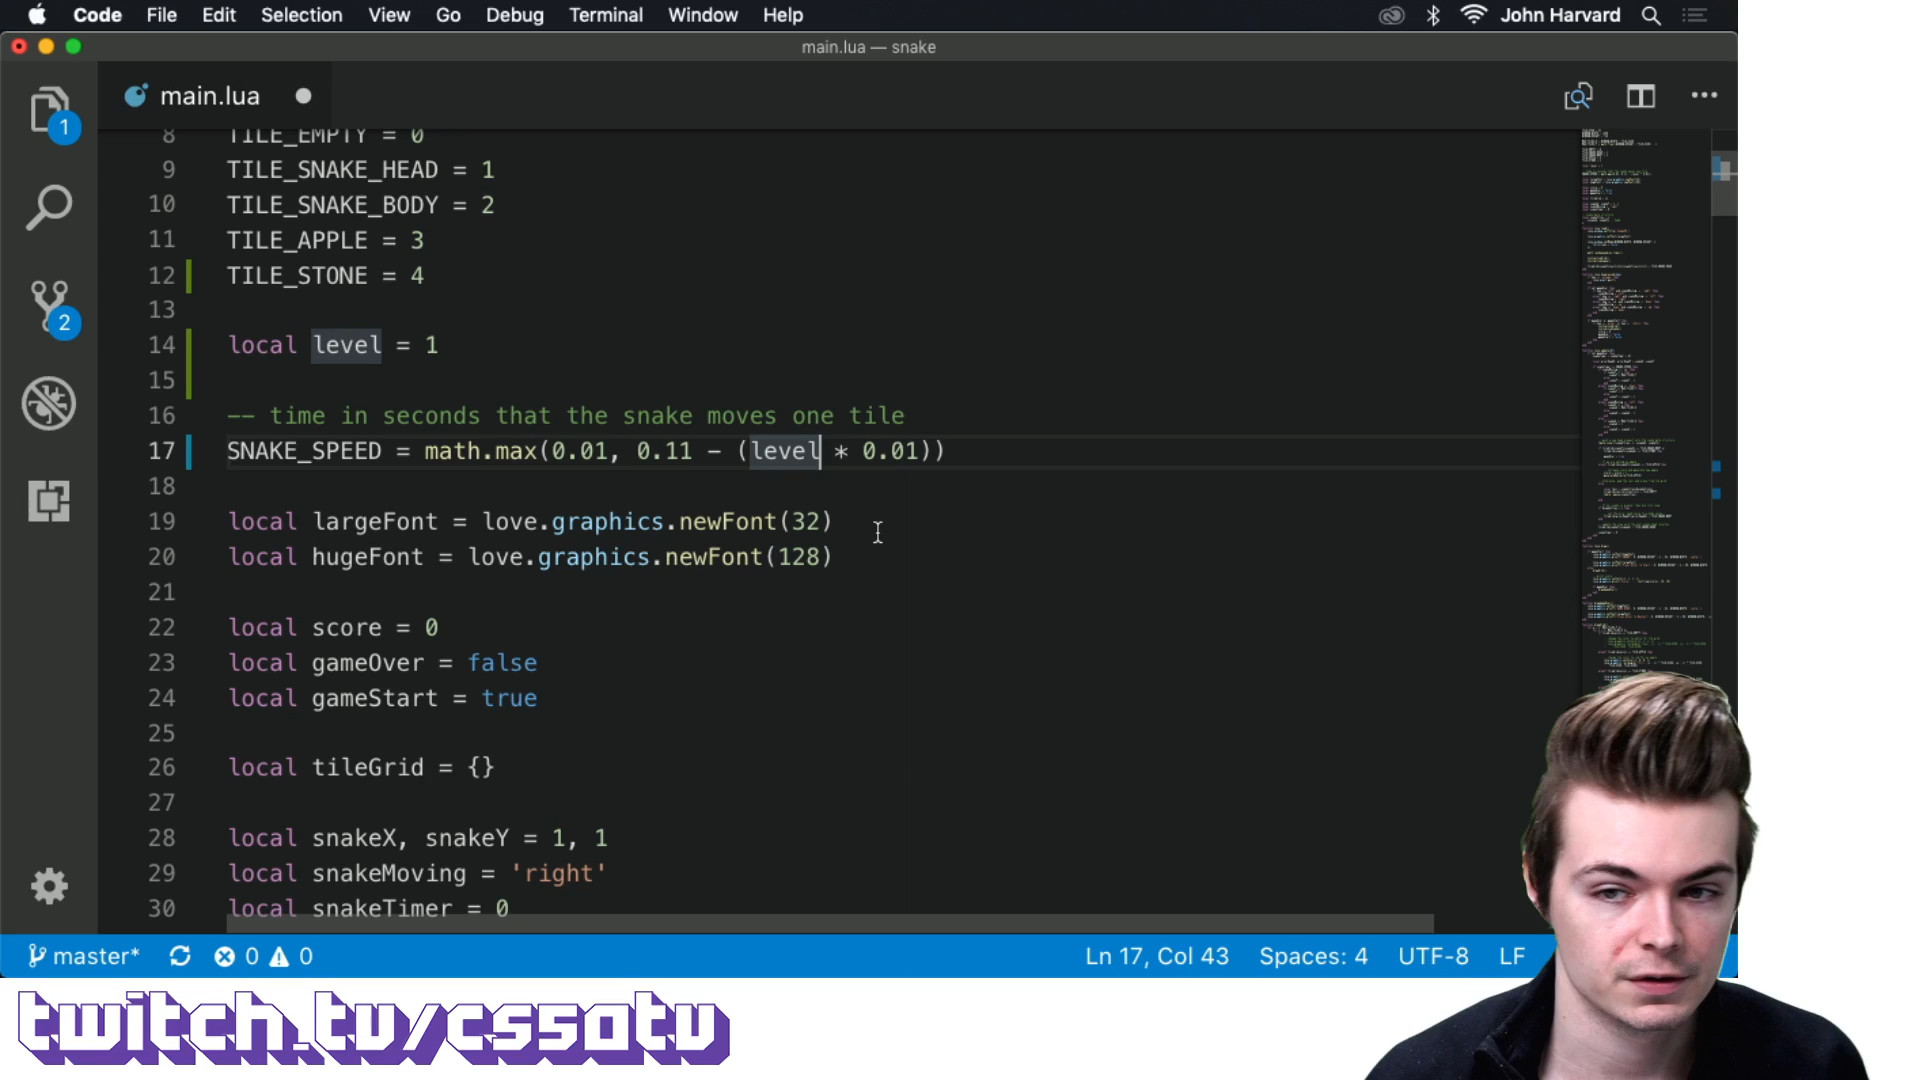 Code File Edit Selection View Go Debug Terminal Window Help John Harvard
main.lua — snake
main.lua
1
2
8 TILE_EMPTY = 0
9 TILE_SNAKE_HEAD = 1
10 TILE_SNAKE_BODY = 2
11 TILE_APPLE = 3
12 TILE_STONE = 4
13
14 local level = 1
15
16 -- time in seconds that the snake moves one tile
17 SNAKE_SPEED = math.max(0.01, 0.11 - (level * 0.01))
18
19 local largeFont = love.graphics.newFont(32)
20 local hugeFont = love.graphics.newFont(128)
21
22 local score = 0
23 local gameOver = false
24 local gameStart = true
25
26 local tileGrid = {}
27
28 local snakeX, snakeY = 1, 1
29 local snakeMoving = 'right'
30 local snakeTimer = 0
master* 0 0 Ln 17, Col 43 Spaces: 4 UTF-8 LF
twitch.tv/cs50tv